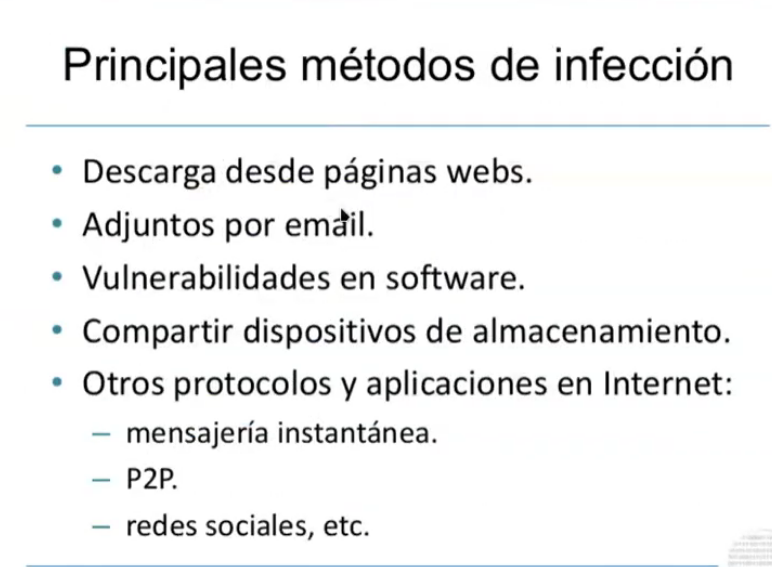 Principales métodos de infección
• Descarga desde páginas webs.
• Adjuntos por email.
• Vulnerabilidades en software.
• Compartir dispositivos de almacenamiento.
• Otros protocolos y aplicaciones en Internet:
– mensajería instantánea.
– P2P.
– redes sociales, etc.